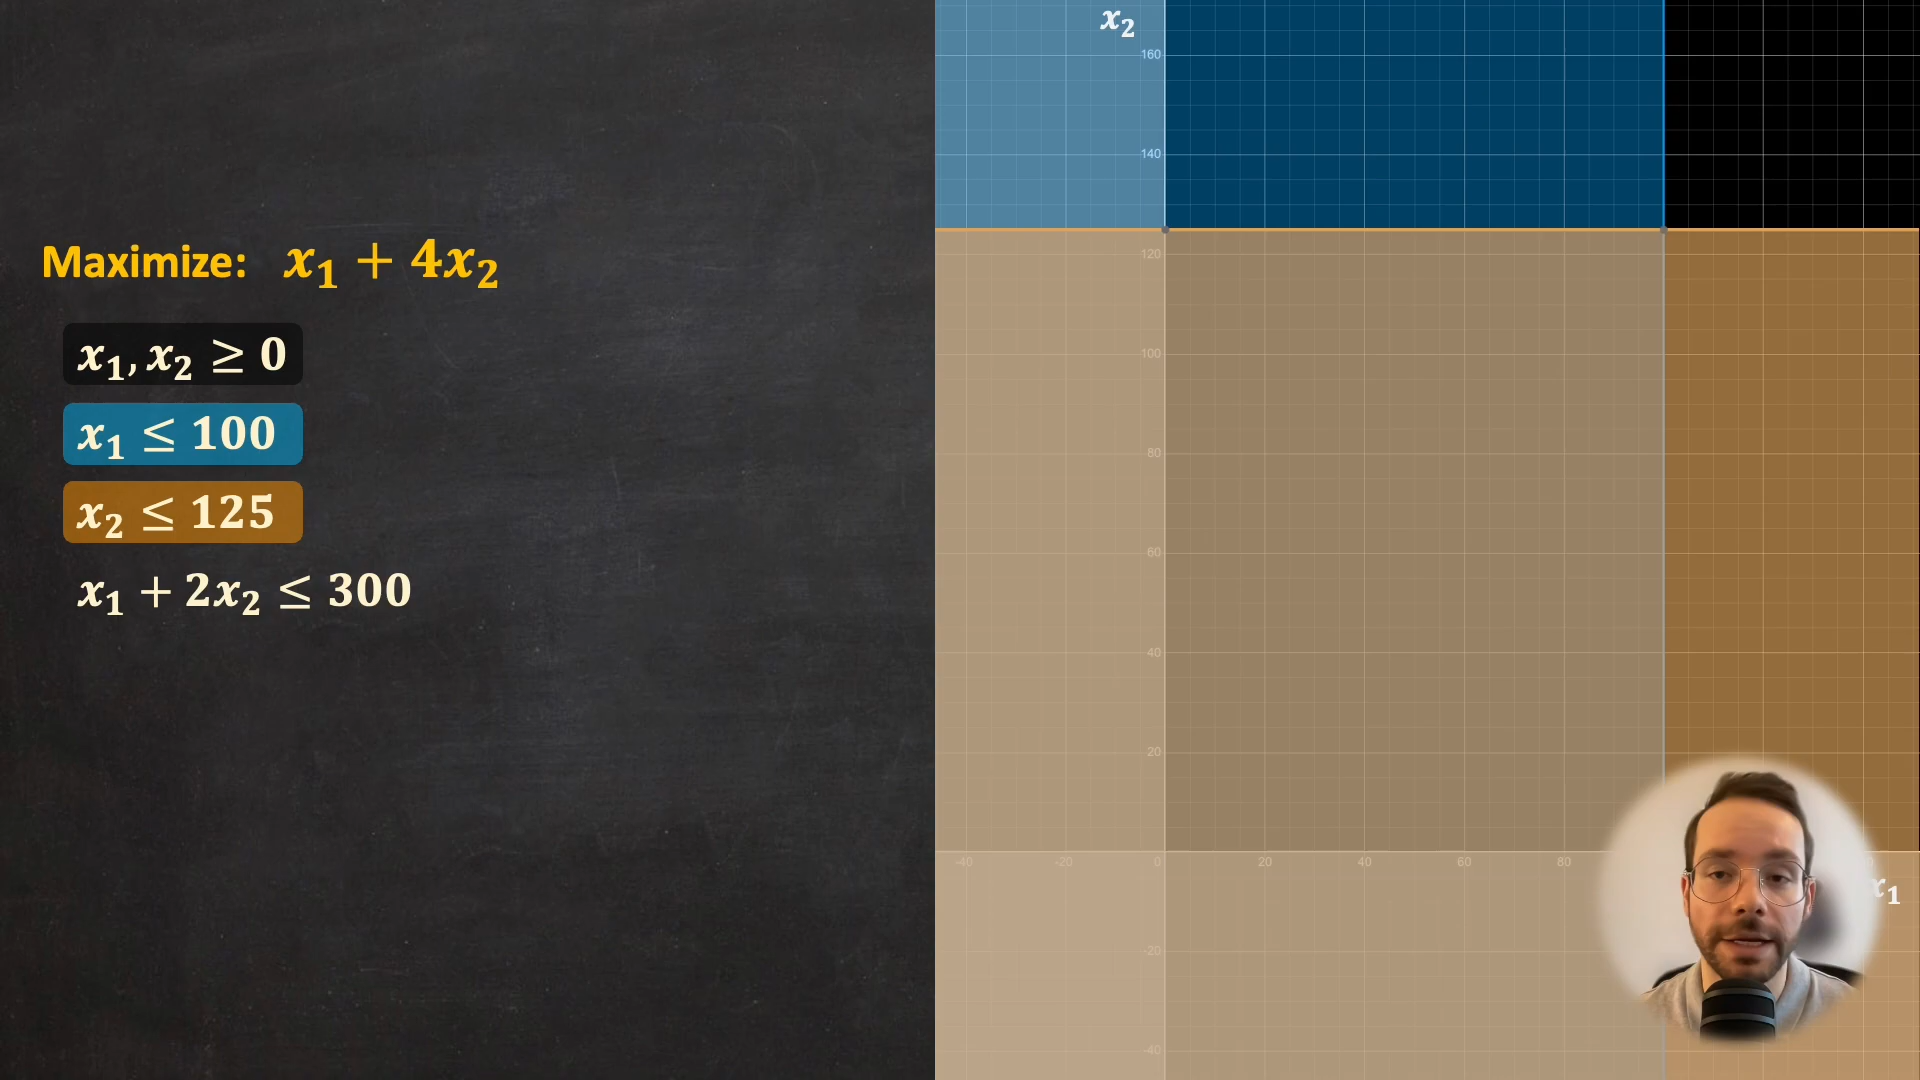 Maximize: x₁ + 4x₂
x₁, x₂ ≥ 0
x₁ ≤ 100
x₂ ≤ 125
x₁ + 2x₂ ≤ 300
x₂
160
140
120
100
80
60
40
20
-40 -20 0 20 40 60 80
x₁
-20
-40